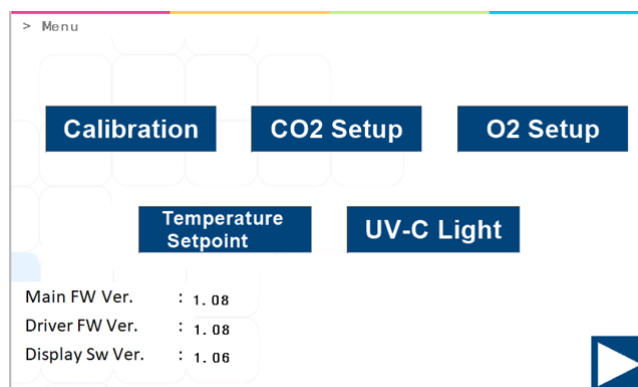 > Menu
Calibration
CO2 Setup
O2 Setup
Temperature
Setpoint
UV-C Light
Main FW Ver. : 1.08
Driver FW Ver. : 1.08
Display Sw Ver. : 1.06